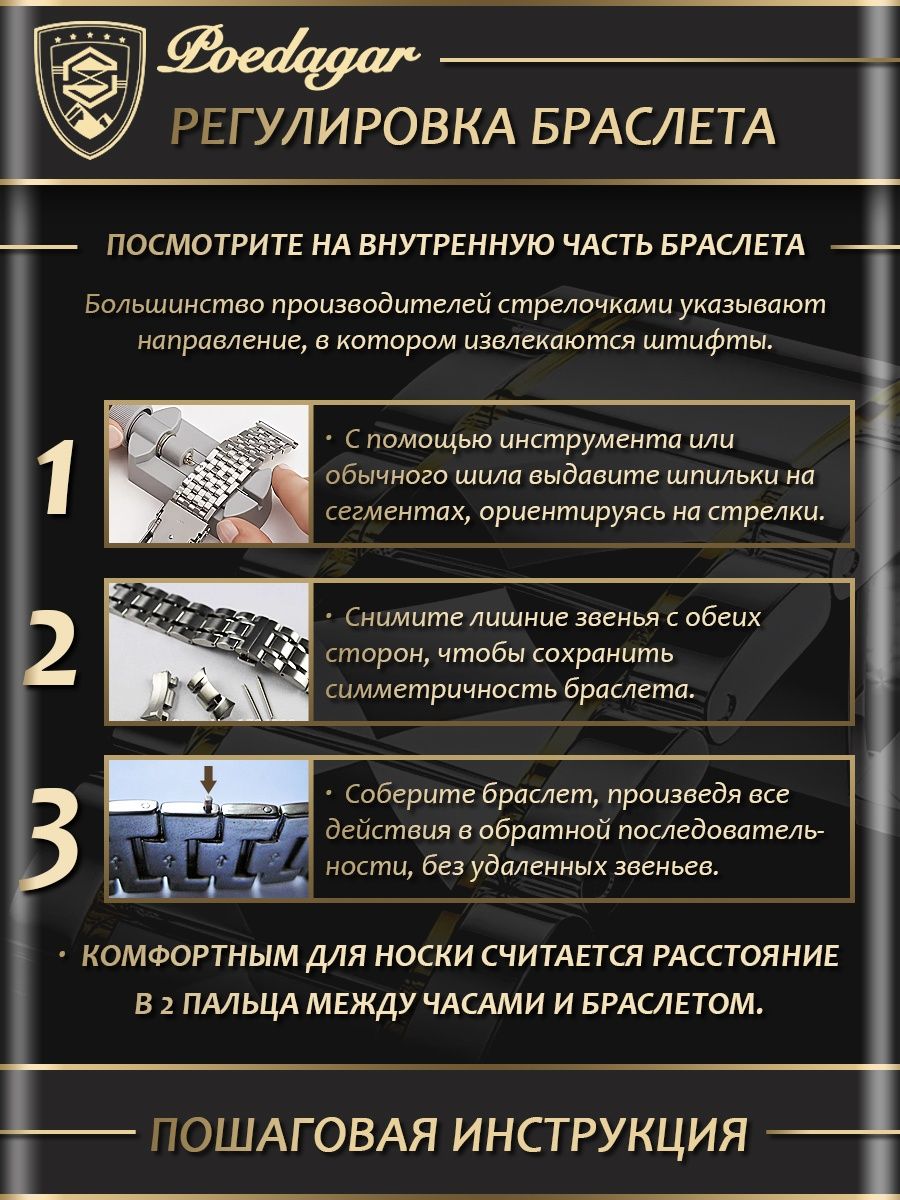 Poedagar
РЕГУЛИРОВКА БРАСЛЕТА
ПОСМОТРИТЕ НА ВНУТРЕННУЮ ЧАСТЬ БРАСЛЕТА
Большинство производителей стрелочками указывают
направление, в котором извлекаются штифты.
1
· С помощью инструмента или
обычного шила выдавите шпильки на
сегментах, ориентируясь на стрелки.
2
· Снимите лишние звенья с обеих
сторон, чтобы сохранить
симметричность браслета.
3
· Соберите браслет, произведя все
действия в обратной последователь-
ности, без удаленных звеньев.
· КОМФОРТНЫМ ДЛЯ НОСКИ СЧИТАЕТСЯ РАССТОЯНИЕ
В 2 ПАЛЬЦА МЕЖДУ ЧАСАМИ И БРАСЛЕТОМ.
ПОШАГОВАЯ ИНСТРУКЦИЯ